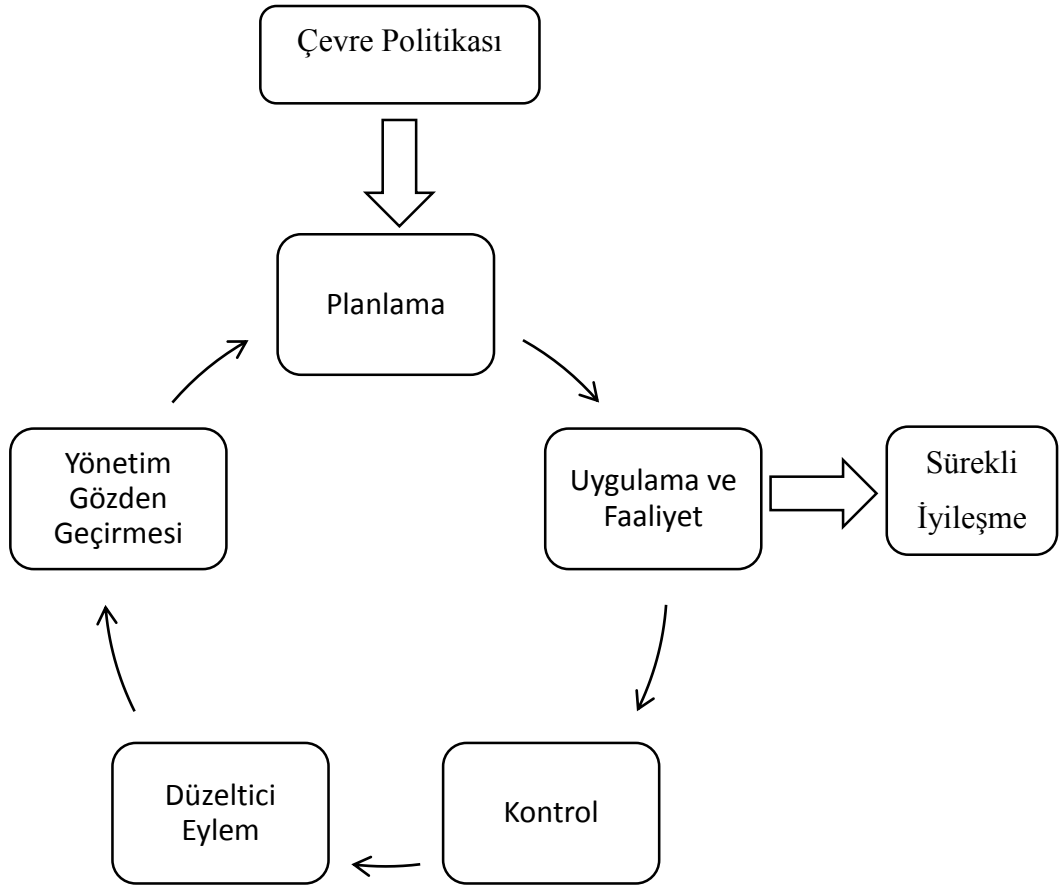 Çevre Politikası
Planlama
Uygulama ve
Faaliyet
Sürekli
İyileşme
Kontrol
Düzeltici
Eylem
Yönetim
Gözden
Geçirmesi